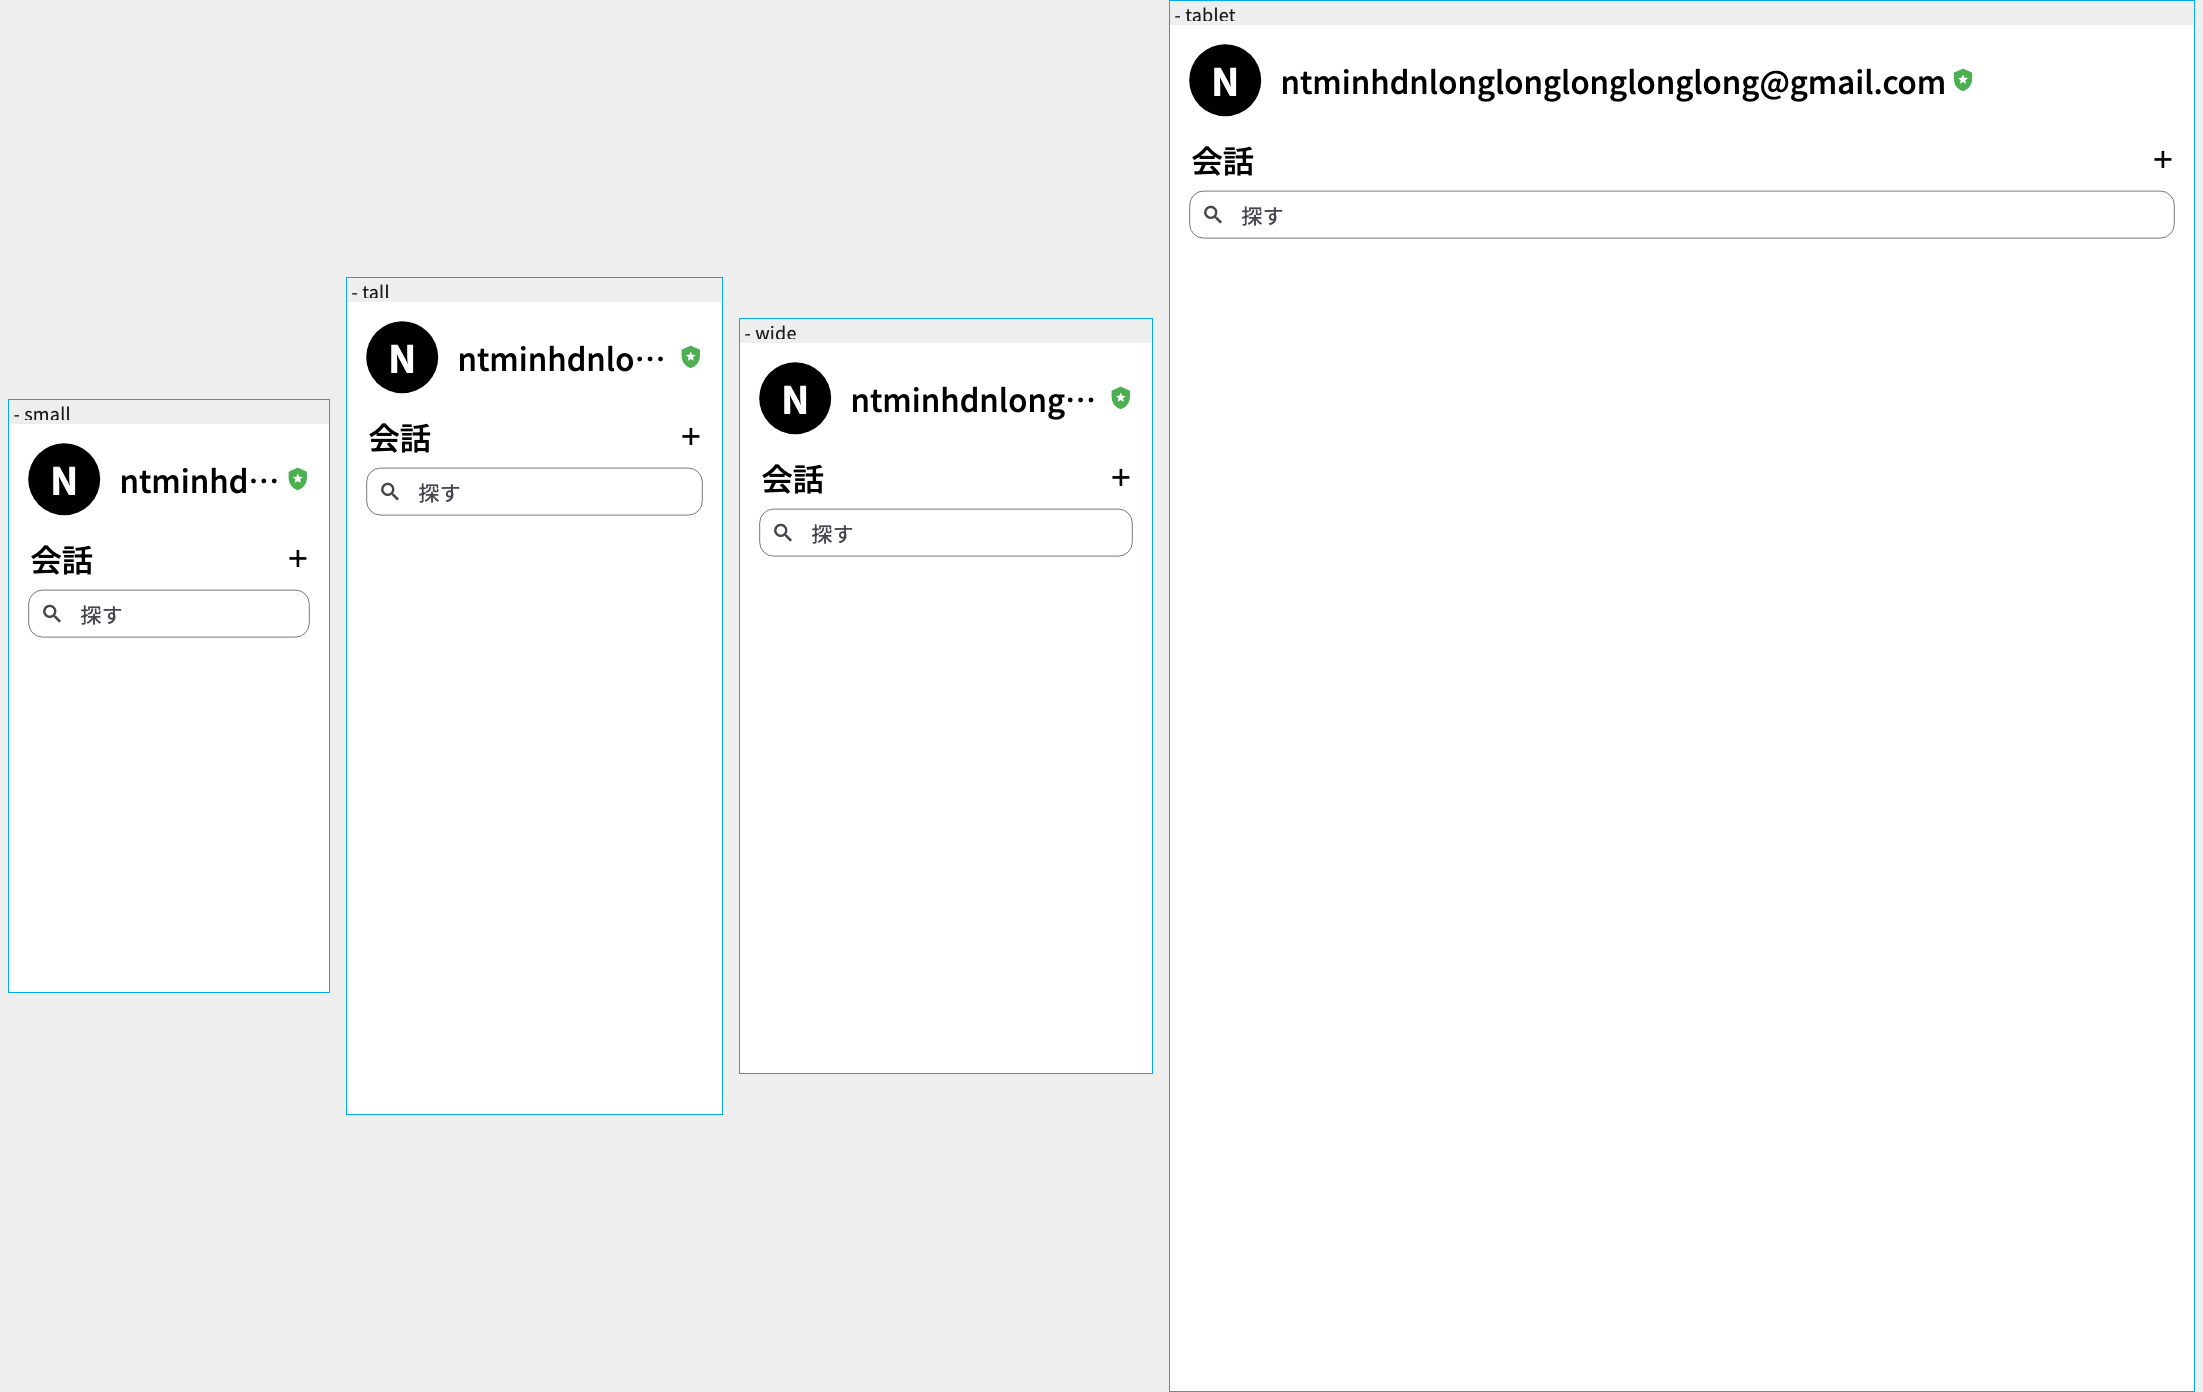 - small
N
ntminhd…
会話
+
探す
- tall
N
ntminhdnlo…
会話
+
探す
- wide
N
ntminhdnlong…
会話
+
探す
- tablet
N
ntminhdnlonglonglonglonglong@gmail.com
会話
+
探す